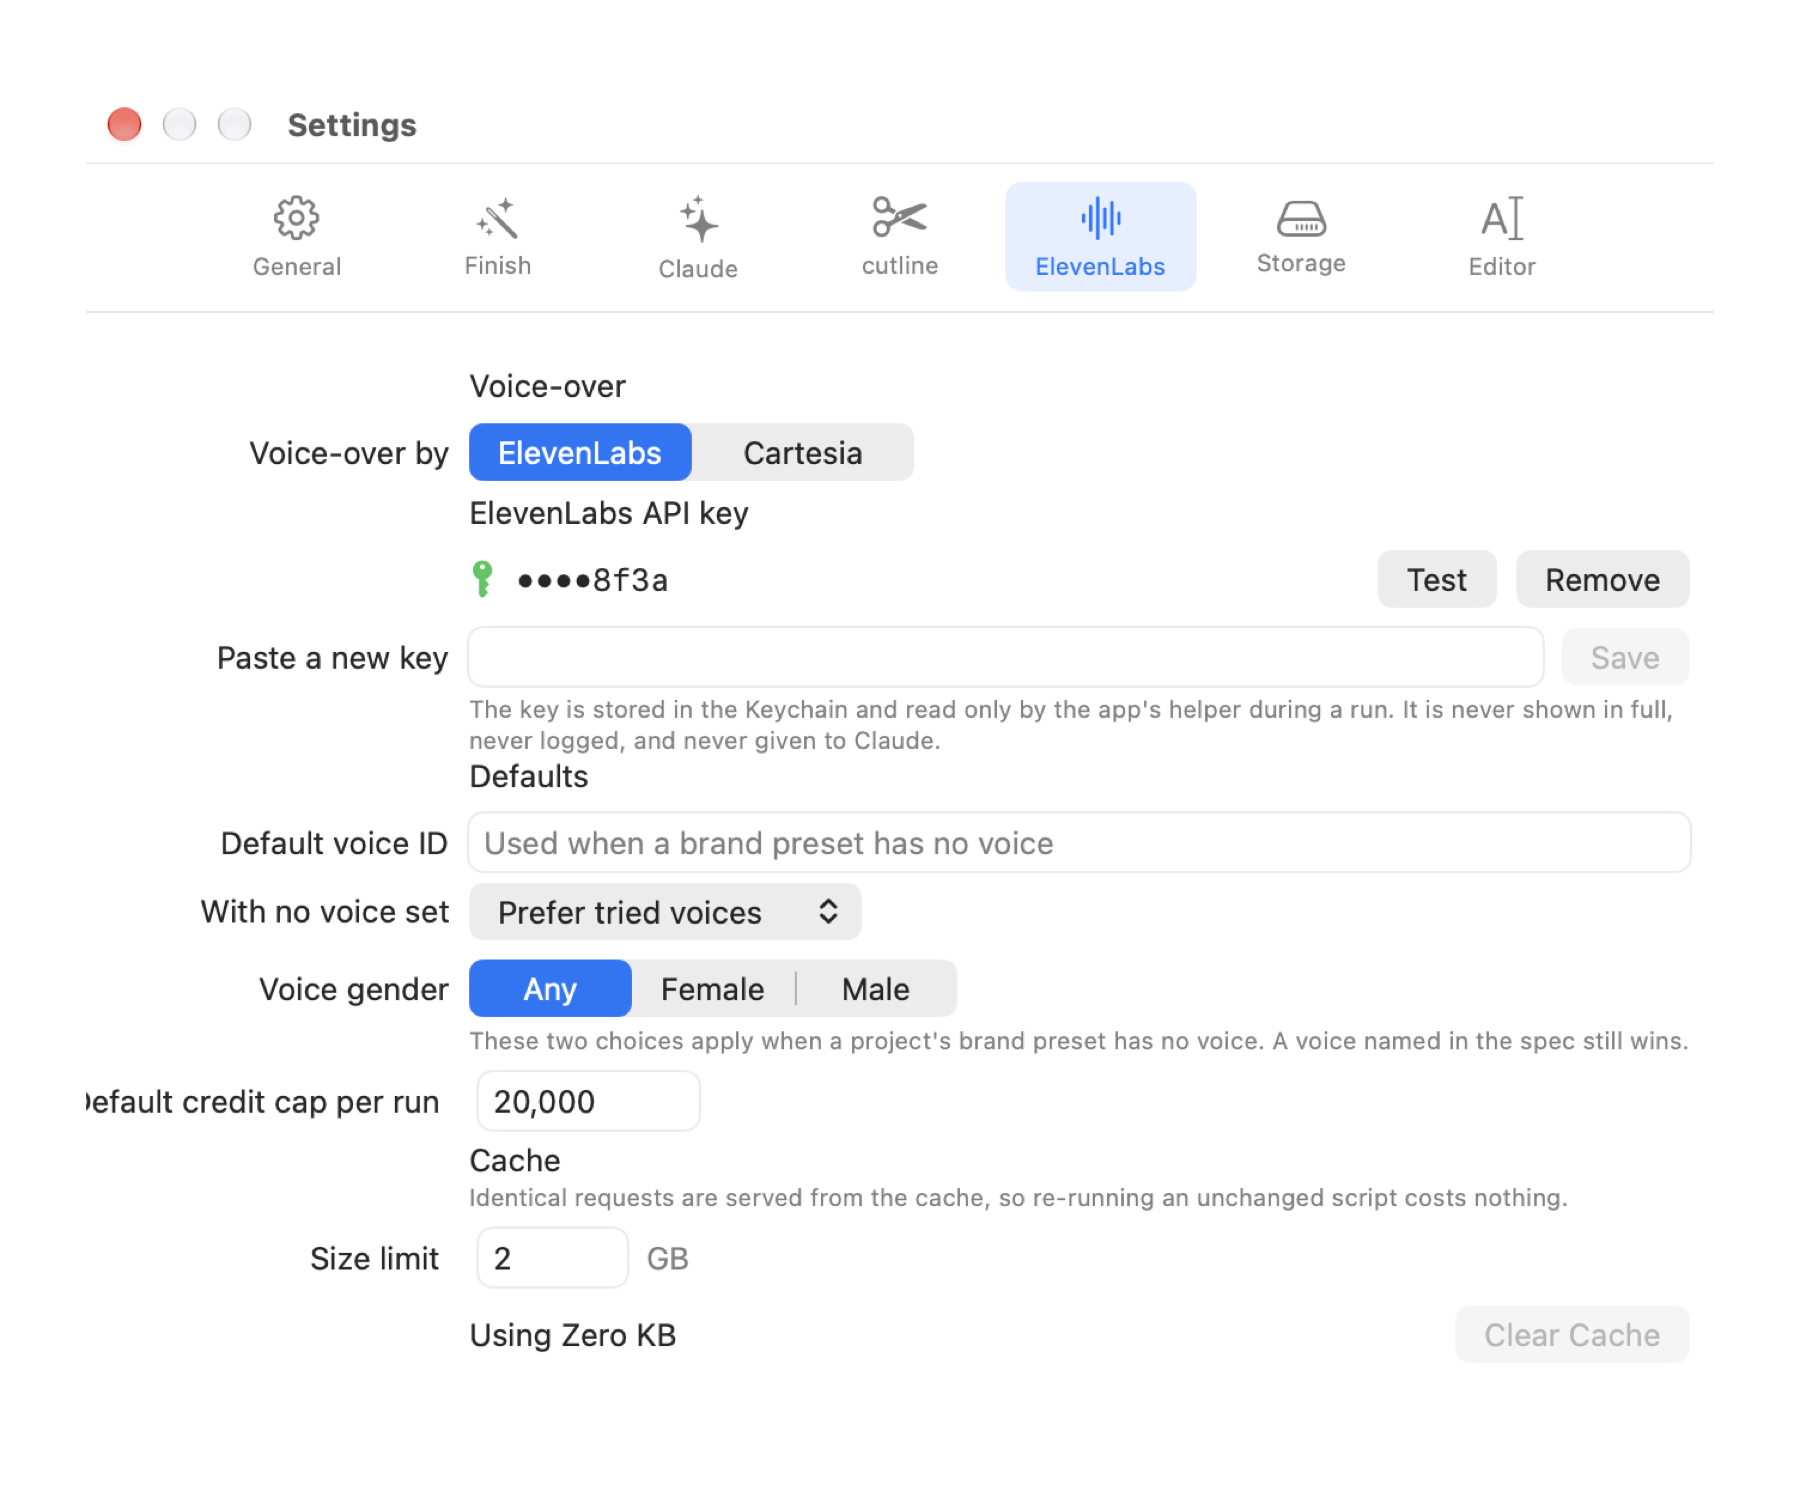 Settings
General
Finish
Claude
cutline
ElevenLabs
Storage
Editor
Voice-over
Voice-over by ElevenLabs Cartesia
ElevenLabs API key
••••8f3a Test Remove
Paste a new key Save
The key is stored in the Keychain and read only by the app's helper during a run. It is never shown in full,
never logged, and never given to Claude.
Defaults
Default voice ID Used when a brand preset has no voice
With no voice set Prefer tried voices
Voice gender Any Female Male
These two choices apply when a project's brand preset has no voice. A voice named in the spec still wins.
efault credit cap per run 20,000
Cache
Identical requests are served from the cache, so re-running an unchanged script costs nothing.
Size limit 2 GB
Using Zero KB Clear Cache